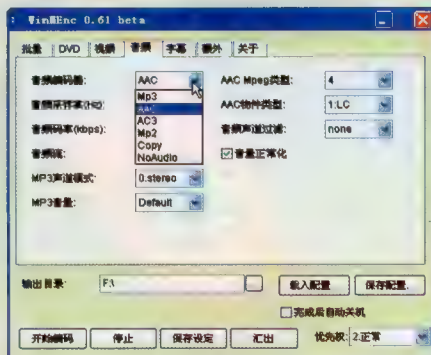 WinMEnc 0.61 beta
批量 DVD 视频 音频 字幕 额外 关于
音频编码器: AAC AAC Mpeg类型: 4
音频采样率(Hz): Mp3 AAC物件类型: 1:LC
AAC
音频码率(kbps): AC3 音频声道过滤: none
Mp2
音频流: Copy 音量正常化
NoAudio
MP3声道模式: 0.stereo
MP3音量: Default
输出目录: F:\
载入配置 保存配置
完成后自动关机
开始编码 停止 保存设定 汇出 优先权: 2.正常